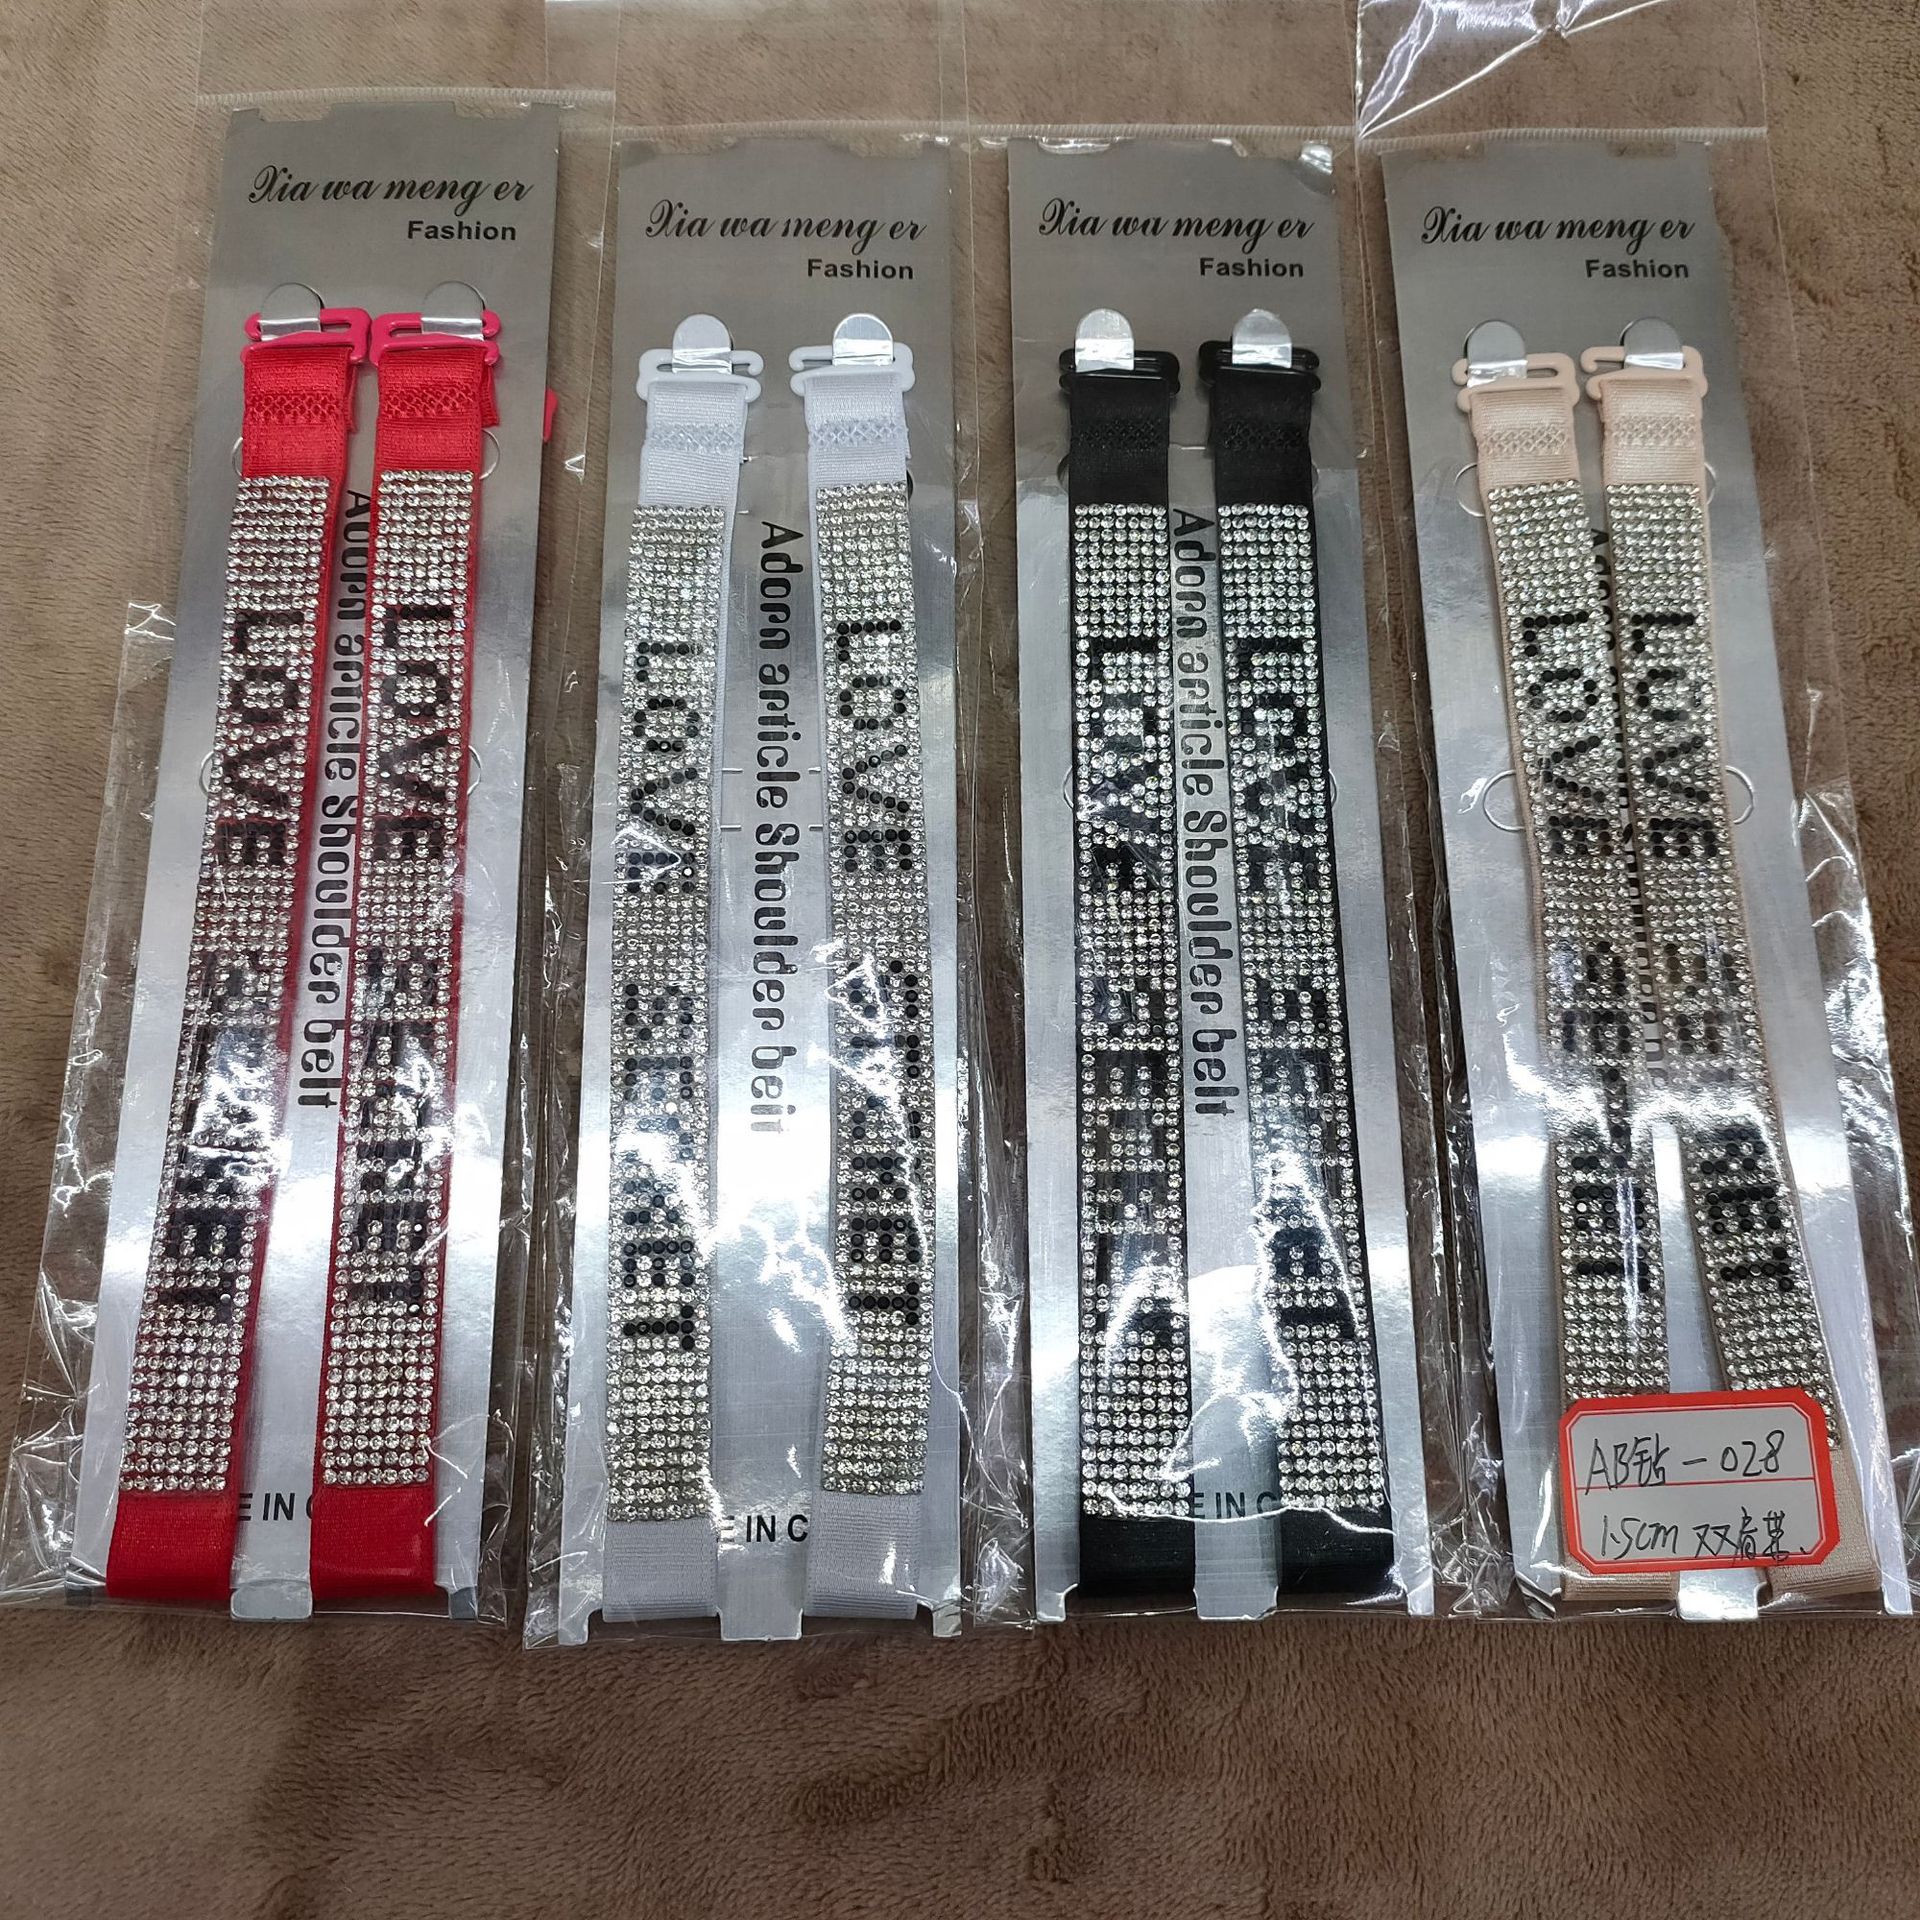 Xia wa meng er
Fashion
LOVE SECRET
LOVE SECRET
Adorn article Shoulder belt
E IN C
Xia wa meng er
Fashion
LOVE SECRET
LOVE SECRET
Adorn article Shoulder belt
E IN C
Xia wa meng er
Fashion
LOVE SECRET
LOVE SECRET
Adorn article Shoulder belt
E IN C
Xia wa meng er
Fashion
LOVE SECRET
LOVE SECRET
AB钻-028
1.5cm 双肩带